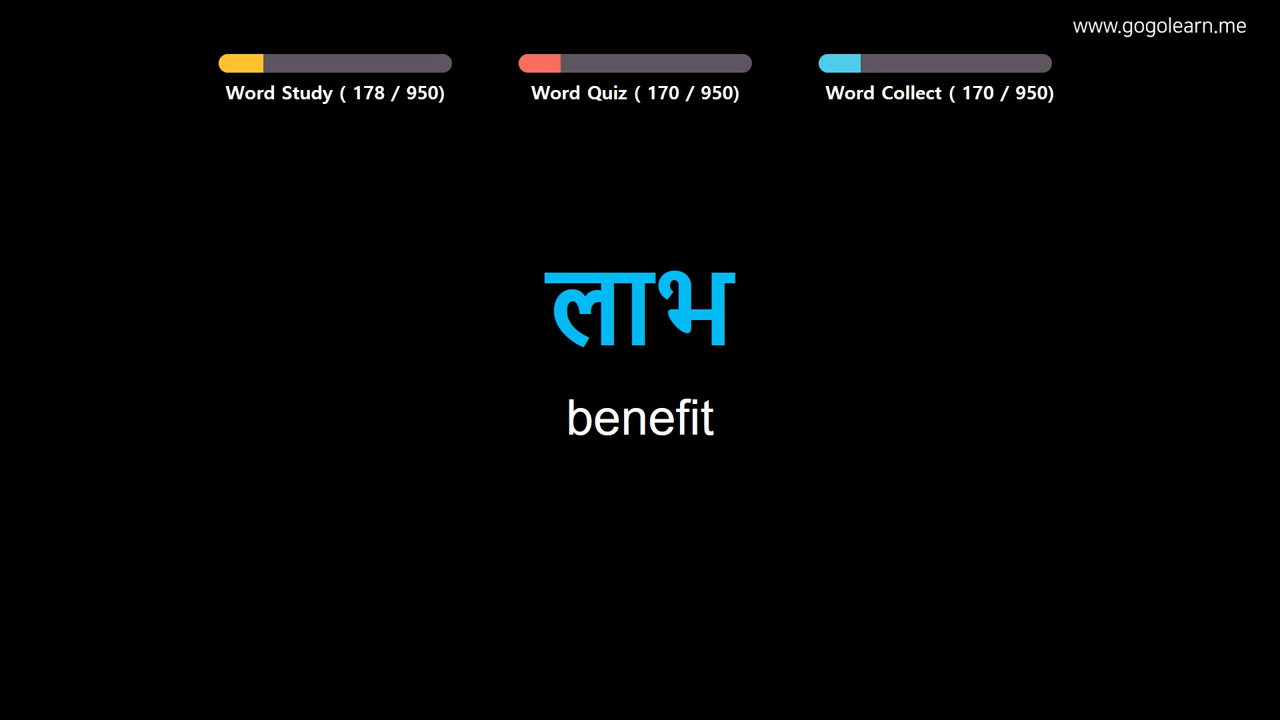 www.gogolearn.me
Word Study ( 178 / 950)
Word Quiz ( 170 / 950)
Word Collect ( 170 / 950)
लाभ
benefit